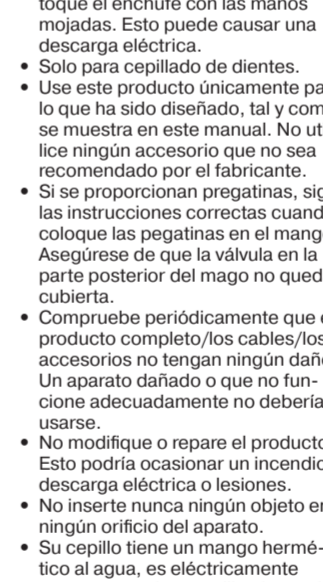 toque el enchufe con las manos
mojadas. Esto puede causar una
descarga eléctrica.
• Solo para cepillado de dientes.
• Use este producto únicamente pa
lo que ha sido diseñado, tal y com
se muestra en este manual. No ut
lice ningún accesorio que no sea
recomendado por el fabricante.
• Si se proporcionan pregatinas, sig
las instrucciones correctas cuand
coloque las pegatinas en el mang
Asegúrese de que la válvula en la
parte posterior del mago no qued
cubierta.
• Compruebe periódicamente que e
producto completo/los cables/los
accesorios no tengan ningún dañ
Un aparato dañado o que no fun-
cione adecuadamente no debería
usarse.
• No modifique o repare el producto
Esto podría ocasionar un incendio
descarga eléctrica o lesiones.
• No inserte nunca ningún objeto en
ningún orificio del aparato.
• Su cepillo tiene un mango hermé-
tico al agua, es eléctricamente